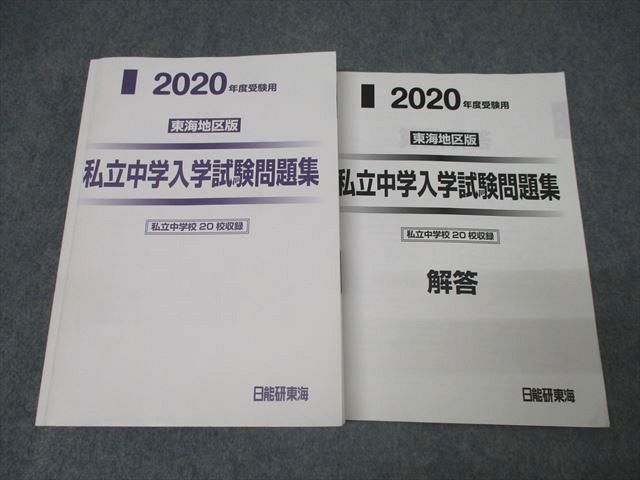 2020年度受験用
東海地区版
私立中学入学試験問題集
私立中学校 20 校収録
日能研東海
2020年度受験用
東海地区版
私立中学入学試験問題集
私立中学校 20 校収録
解答
日能研東海